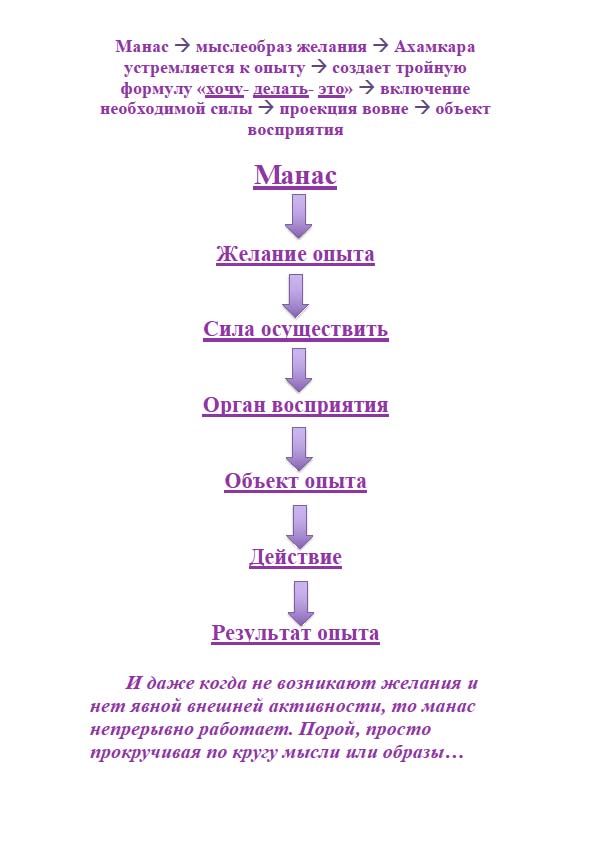 Манас → мыслеобраз желания → Ахамкара
устремляется к опыту → создает тройную
формулу «хочу- делать- это» → включение
необходимой силы → проекция вовне → объект
восприятия
Манас
Желание опыта
Сила осуществить
Орган восприятия
Объект опыта
Действие
Результат опыта
И даже когда не возникают желания и
нет явной внешней активности, то манас
непрерывно работает. Порой, просто
прокручивая по кругу мысли или образы…